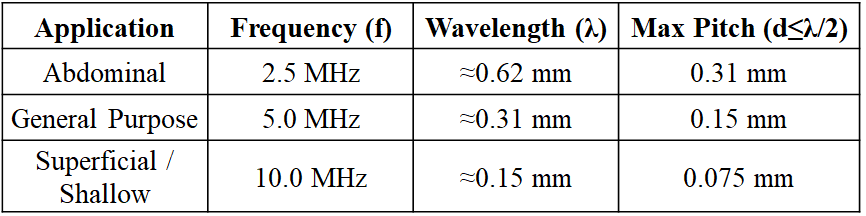 Application Frequency (f) Wavelength (λ) Max Pitch (d≤λ/2)
Abdominal 2.5 MHz ≈0.62 mm 0.31 mm
General Purpose 5.0 MHz ≈0.31 mm 0.15 mm
Superficial /
Shallow 10.0 MHz ≈0.15 mm 0.075 mm